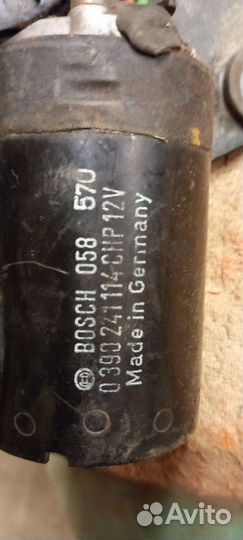 BOSCH 058 570
0 390 241 114 CHP 12V
Made in Germany
Avito